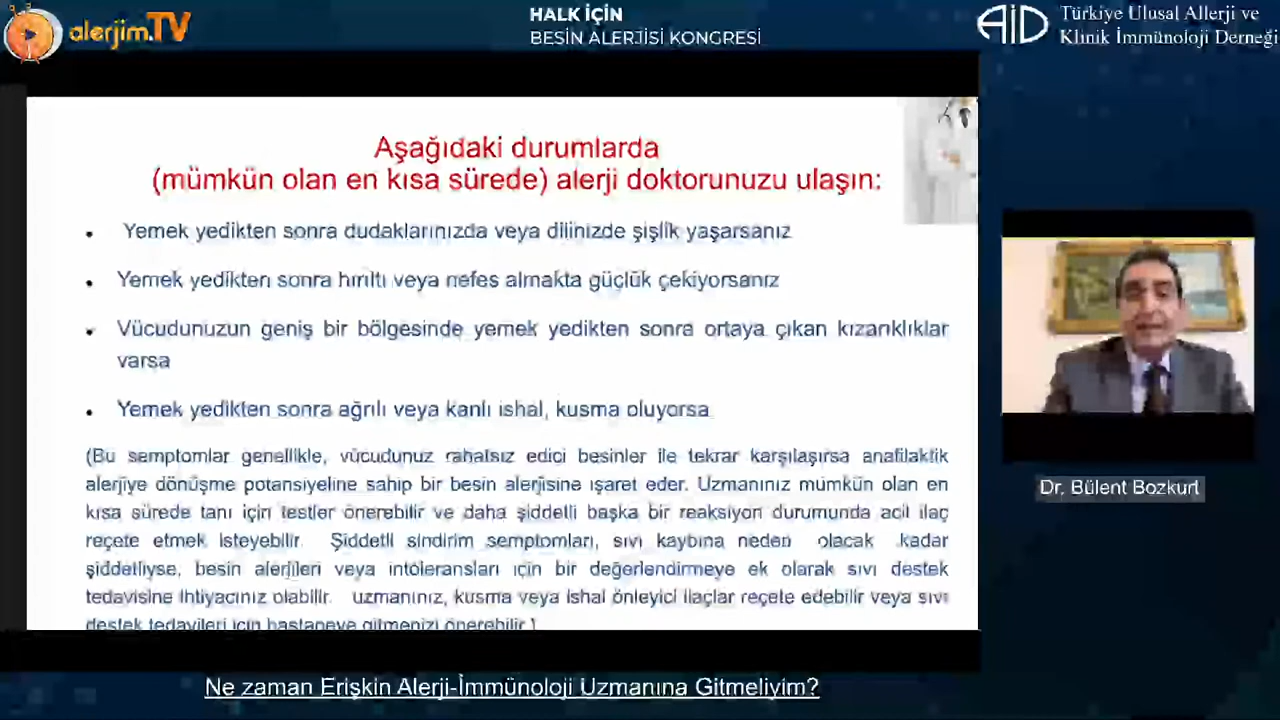 alerjim.TV
HALK İÇİN
BESİN ALERJİSİ KONGRESİ
AİD
Türkiye Ulusal Allerji ve
Klinik İmmünoloji Derneği
Aşağıdaki durumlarda
(mümkün olan en kısa sürede) alerji doktorunuzu ulaşın:
• Yemek yedikten sonra dudaklarınızda veya dilinizde şişlik yaşarsanız
• Yemek yedikten sonra hırıltı veya nefes almakta güçlük çekiyorsanız
• Vücudunuzun geniş bir bölgesinde yemek yedikten sonra ortaya çıkan kızarıklıklar
varsa
• Yemek yedikten sonra ağrılı veya kanlı ishal, kusma oluyorsa
(Bu semptomlar genellikle, vücudunuz rahatsız edici besinler ile tekrar karşılaşırsa anafilaktik
alerjiye dönüşme potansiyeline sahip bir besin alerjisine işaret eder. Uzmanınız mümkün olan en
kısa sürede tanı için testler önerebilir ve daha şiddetli başka bir reaksiyon durumunda acil ilaç
reçete etmek isteyebilir. Şiddetli sindirim semptomları, sıvı kaybına neden olacak kadar
şiddetliyse, besin alerjileri veya intoleransları için bir değerlendirmeye ek olarak sıvı destek
tedavisine ihtiyacınız olabilir. uzmanınız, kusma veya ishal önleyici ilaçlar reçete edebilir veya sıvı
destek tedavileri için hastaneye gitmenizi önerebilir.)
Dr. Bülent Bozkurt
Ne zaman Erişkin Alerji-İmmünoloji Uzmanına Gitmeliyim?